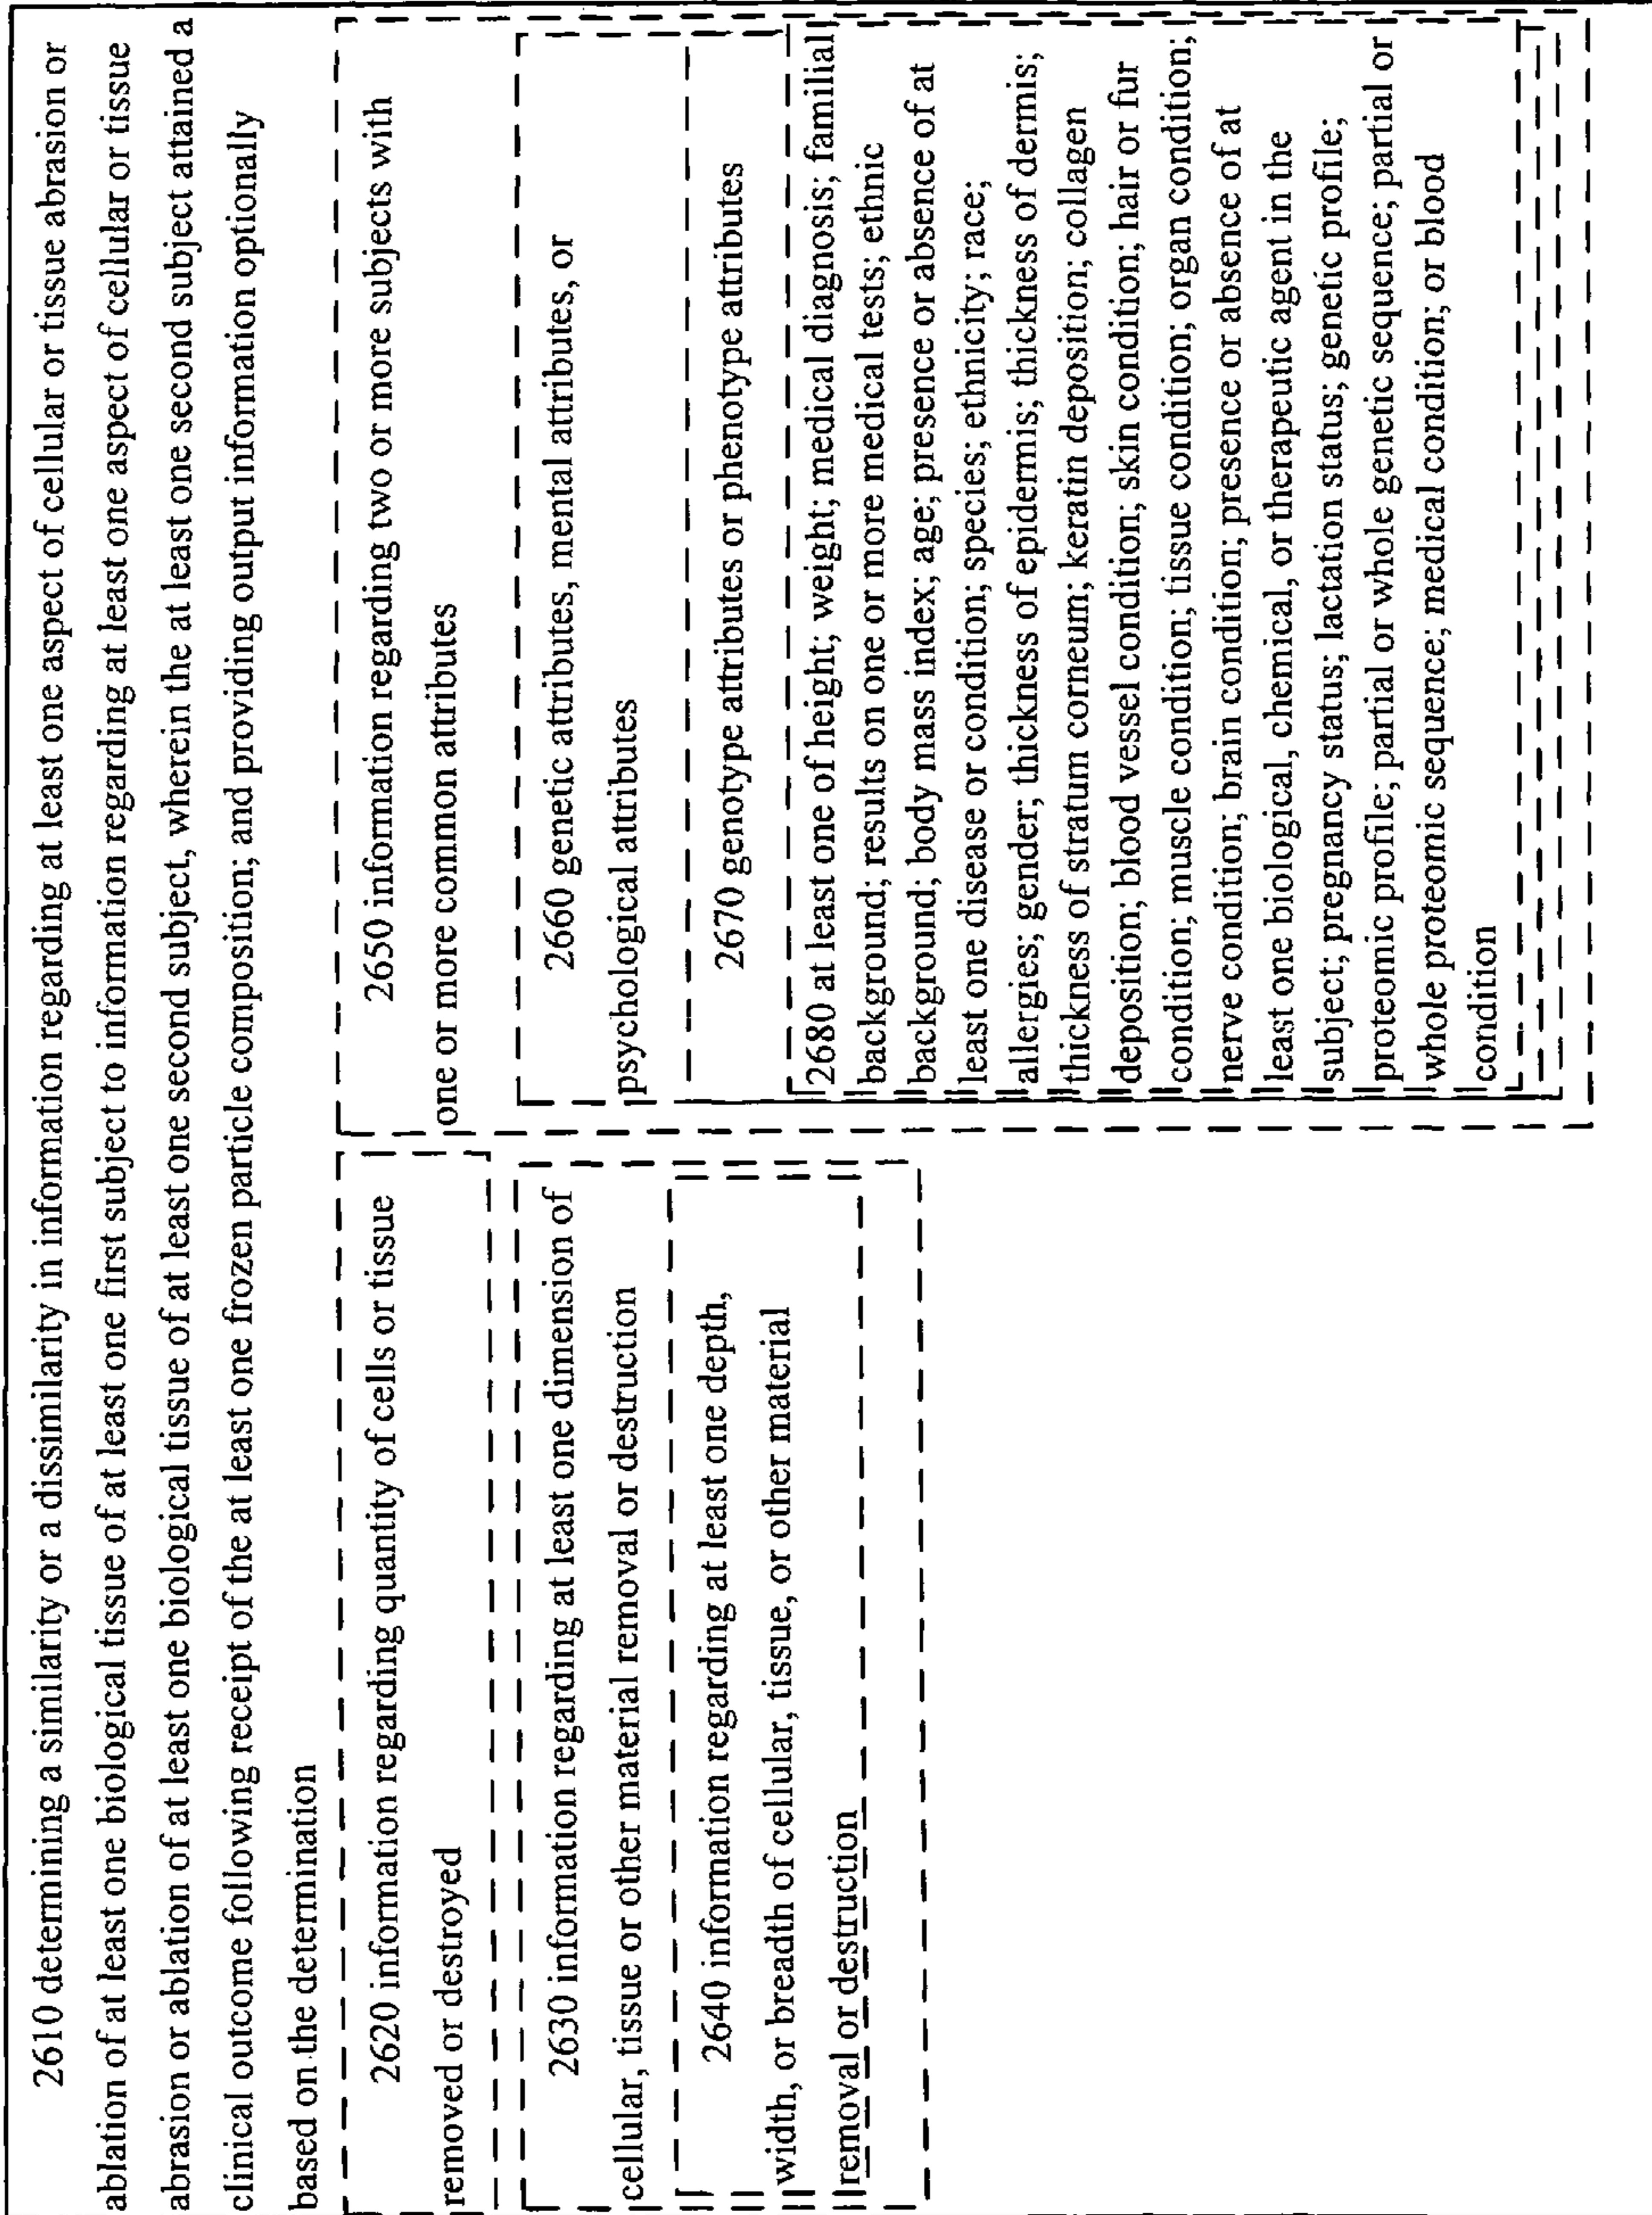 2610 determining a similarity or a dissimilarity in information regarding at least one aspect of cellular or tissue abrasion or
ablation of at least one biological tissue of at least one first subject to information regarding at least one aspect of cellular or tissue
abrasion or ablation of at least one biological tissue of at least one second subject, wherein the at least one second subject attained a
clinical outcome following receipt of the at least one frozen particle composition; and providing output information optionally
based on the determination
2620 information regarding quantity of cells or tissue
removed or destroyed
2630 information regarding at least one dimension of
cellular, tissue or other material removal or destruction
2640 information regarding at least one depth,
width, or breadth of cellular, tissue, or other material
removal or destruction
2650 information regarding two or more subjects with
one or more common attributes
2660 genetic attributes, mental attributes, or
psychological attributes
2670 genotype attributes or phenotype attributes
2680 at least one of height; weight; medical diagnosis; familial
background; results on one or more medical tests; ethnic
background; body mass index; age; presence or absence of at
least one disease or condition; species; ethnicity; race;
allergies; gender; thickness of epidermis; thickness of dermis;
thickness of stratum corneum; keratin deposition; collagen
deposition; blood vessel condition; skin condition; hair or fur
condition; muscle condition; tissue condition; organ condition;
nerve condition; brain condition; presence or absence of at
least one biological, chemical, or therapeutic agent in the
subject; pregnancy status; lactation status; genetic profile;
proteomic profile; partial or whole genetic sequence; partial or
whole proteomic sequence; medical condition; or blood
condition